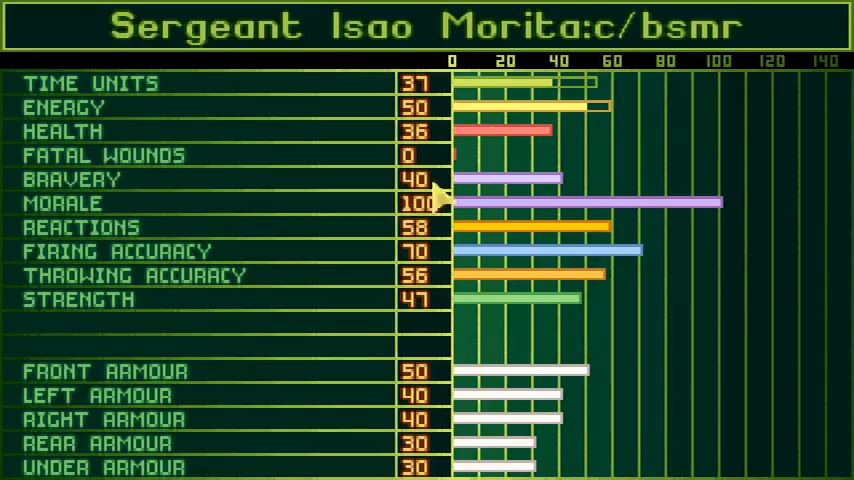 Sergeant Isao Morita:c/bsmr
0 20 40 60 80 100 120 140
TIME UNITS 37
ENERGY 50
HEALTH 36
FATAL WOUNDS 0
BRAVERY 40
MORALE 100
REACTIONS 58
FIRING ACCURACY 70
THROWING ACCURACY 56
STRENGTH 47
FRONT ARMOUR 50
LEFT ARMOUR 40
RIGHT ARMOUR 40
REAR ARMOUR 30
UNDER ARMOUR 30